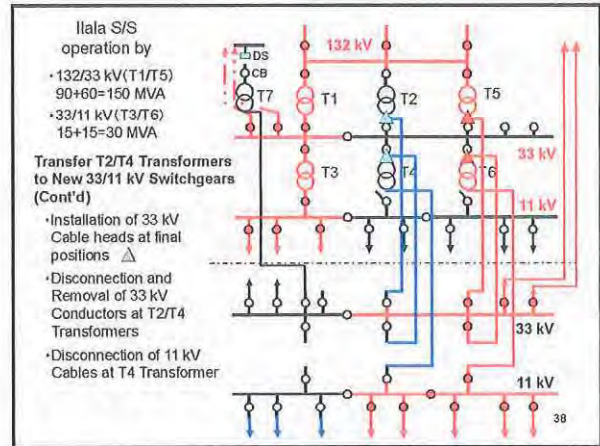 Ilala S/S
operation by
・132/33 kV(T1/T5)
90+60=150 MVA
・33/11 kV(T3/T6)
15+15=30 MVA
Transfer T2/T4 Transformers
to New 33/11 kV Switchgears
(Cont'd)
・Installation of 33 kV
Cable heads at final
positions
・Disconnection and
Removal of 33 kV
Conductors at T2/T4
Transformers
・Disconnection of 11 kV
Cables at T4 Transformer
DS
CB
T7
132 kV
T1
T2
T5
33 kV
T3
T4
T6
11 kV
33 kV
11 kV
38